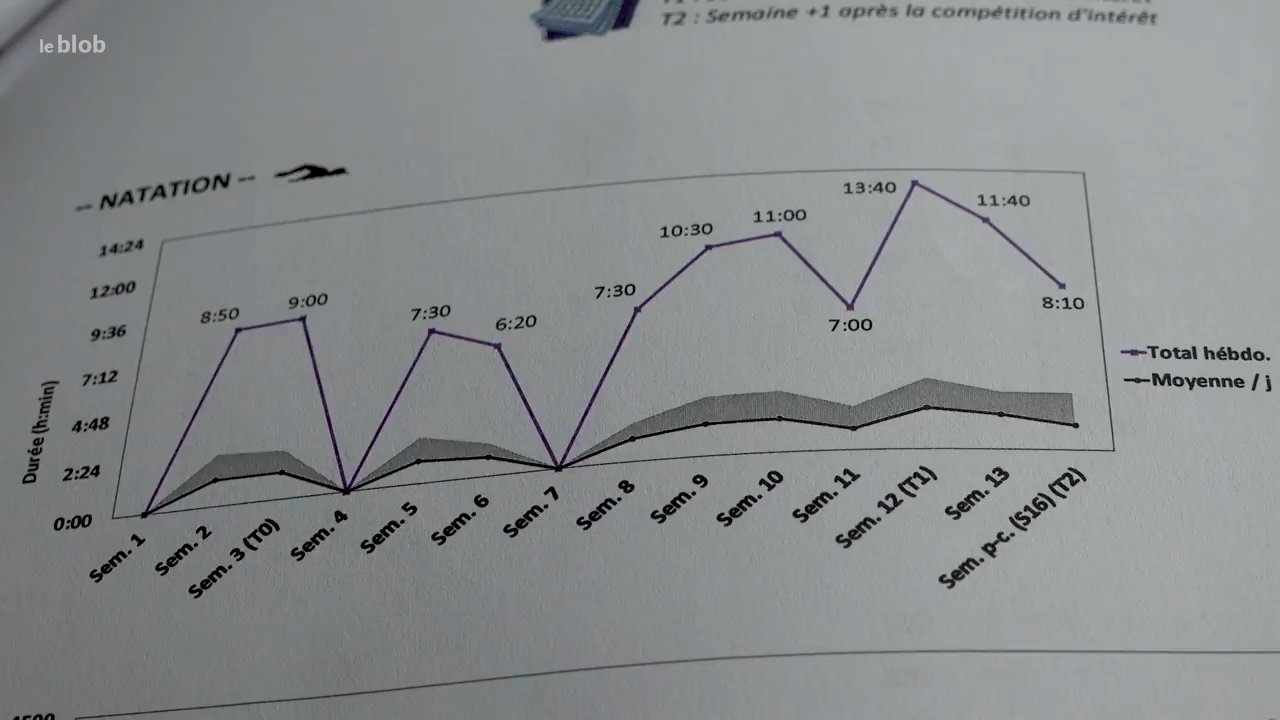 le blob
T2 : Semaine +1 après la compétition d'intérêt
-- NATATION --
Durée (h:min)
14:24
12:00
9:36
7:12
4:48
2:24
0:00
8:50
9:00
7:30
6:20
7:30
10:30
11:00
7:00
13:40
11:40
8:10
Total hébdo.
Moyenne / j
Sem. 1
Sem. 2
Sem. 3 (T0)
Sem. 4
Sem. 5
Sem. 6
Sem. 7
Sem. 8
Sem. 9
Sem. 10
Sem. 11
Sem. 12 (T1)
Sem. 13
Sem. p-c. (S16) (T2)